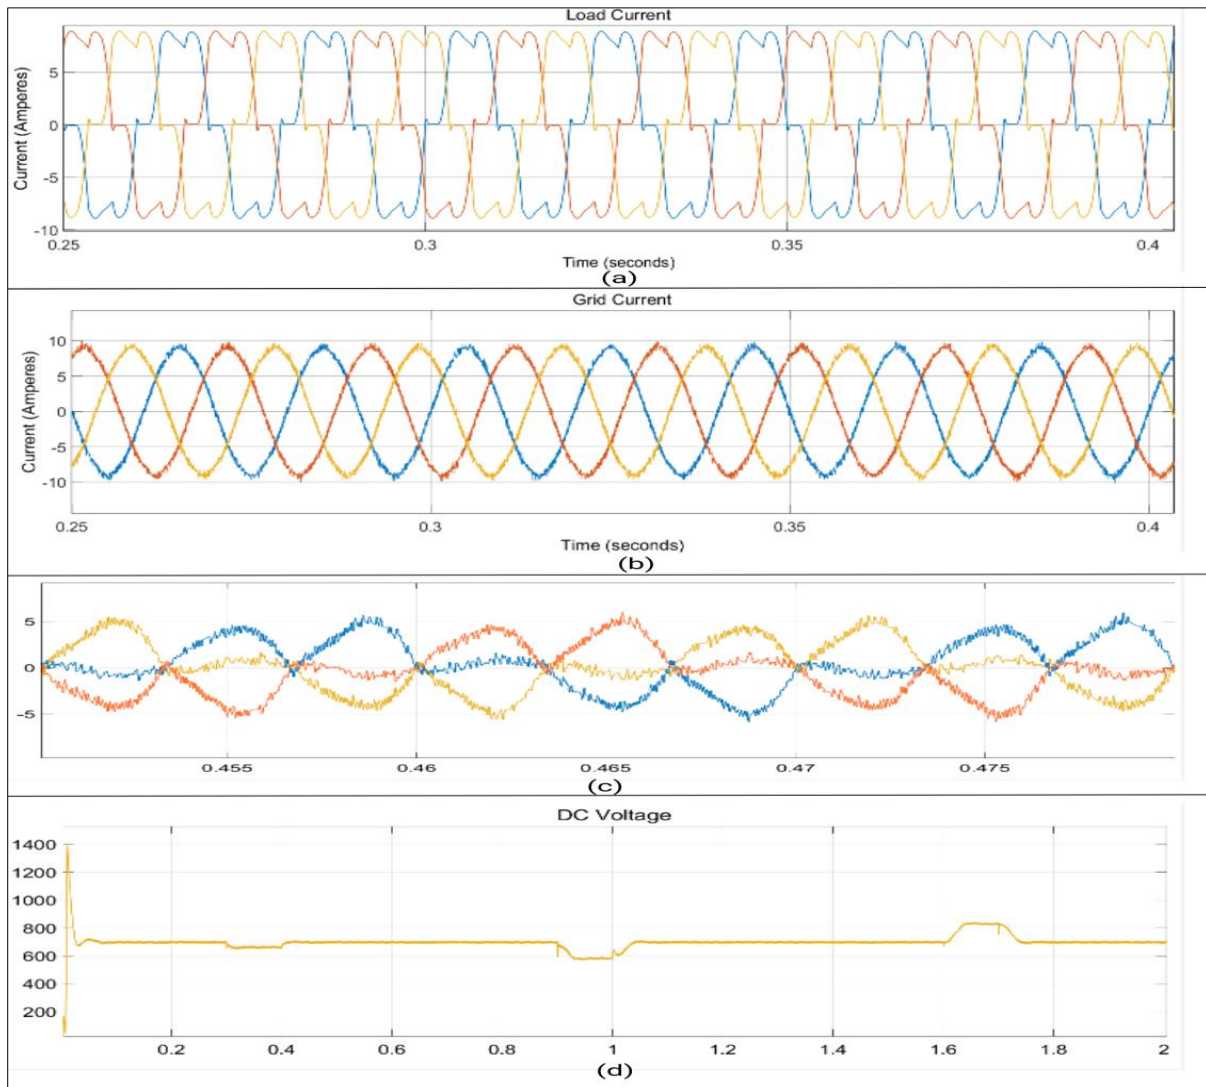 Load Current
Current (Amperes)
5
0
-5
-10
0.25 0.3 0.35 0.4
Time (seconds)
(a)
Grid Current
Current (Amperes)
10
5
0
-5
-10
0.25 0.3 0.35 0.4
Time (seconds)
(b)
5
0
-5
0.455 0.46 0.465 0.47 0.475
(c)
DC Voltage
1400
1200
1000
800
600
400
200
0.2 0.4 0.6 0.8 1 1.2 1.4 1.6 1.8 2
(d)